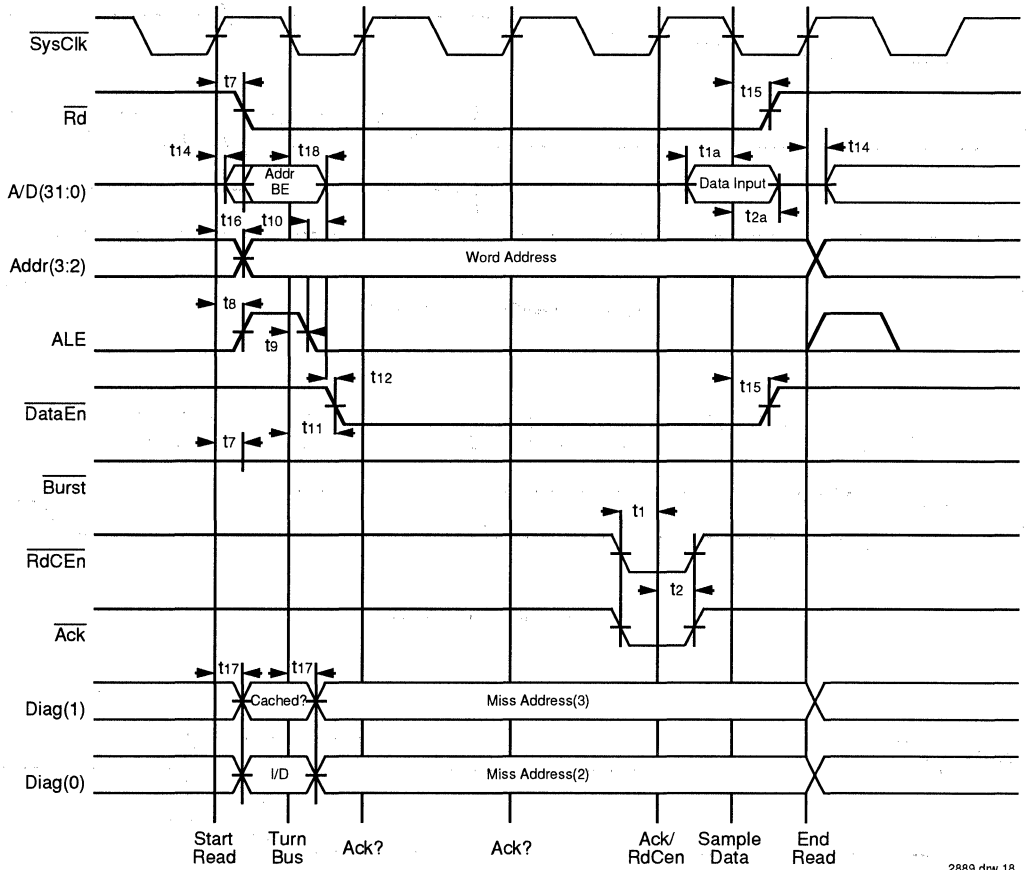 SysClk
t7
t15
Rd
t14
t18
t1a
t14
Addr
BE
Data Input
A/D(31:0)
t2a
t16
t10
Addr(3:2)
Word Address
t8
ALE
t9
t12
t15
DataEn
t11
t7
Burst
t1
RdCEn
t2
Ack
t17
t17
Diag(1)
Cached?
Miss Address(3)
Diag(0)
I/D
Miss Address(2)
Start
Read
Turn
Bus
Ack?
Ack?
Ack/
RdCen
Sample
Data
End
Read
2889 drw 18